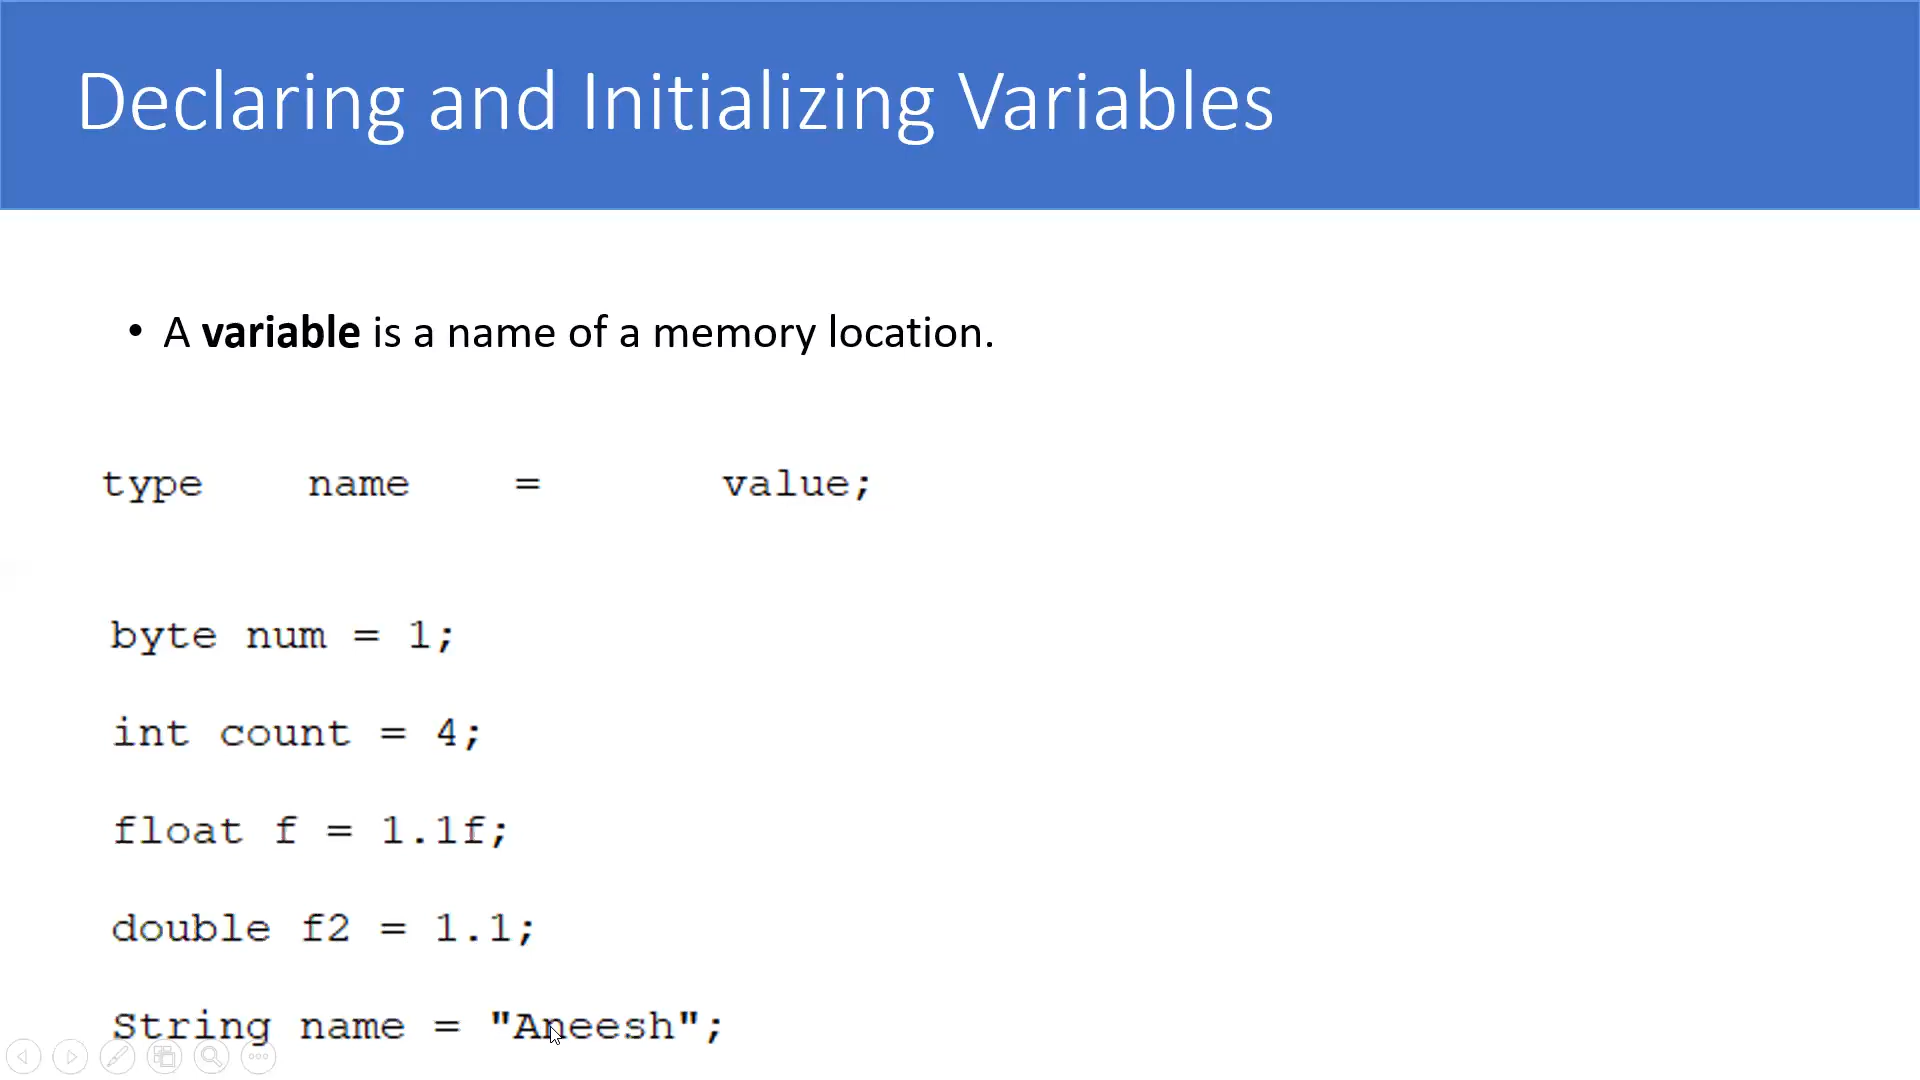 Declaring and Initializing Variables
• A variable is a name of a memory location.
type name = value;
byte num = 1;
int count = 4;
float f = 1.1f;
double f2 = 1.1;
String name = "Aneesh";